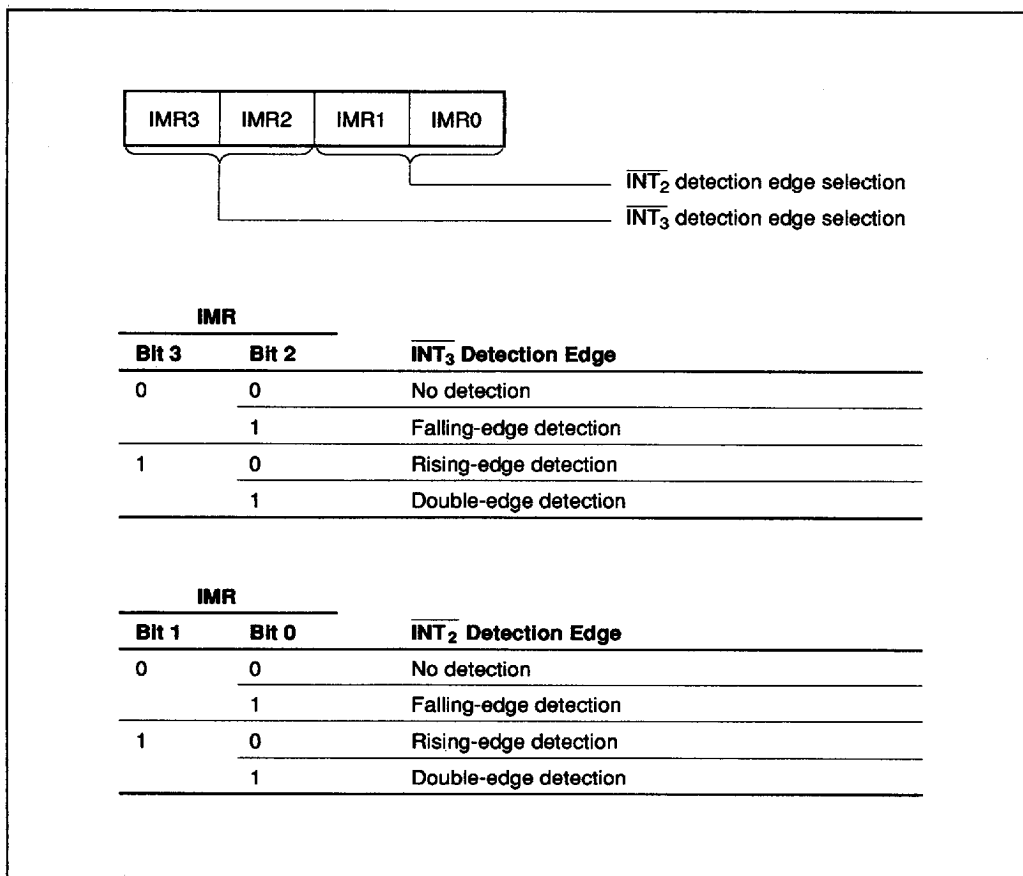 IMR3 IMR2 IMR1 IMR0
INT2 detection edge selection
INT3 detection edge selection
IMR
Bit 3 Bit 2 INT3 Detection Edge
0 0 No detection
1 Falling-edge detection
1 0 Rising-edge detection
1 Double-edge detection
IMR
Bit 1 Bit 0 INT2 Detection Edge
0 0 No detection
1 Falling-edge detection
1 0 Rising-edge detection
1 Double-edge detection